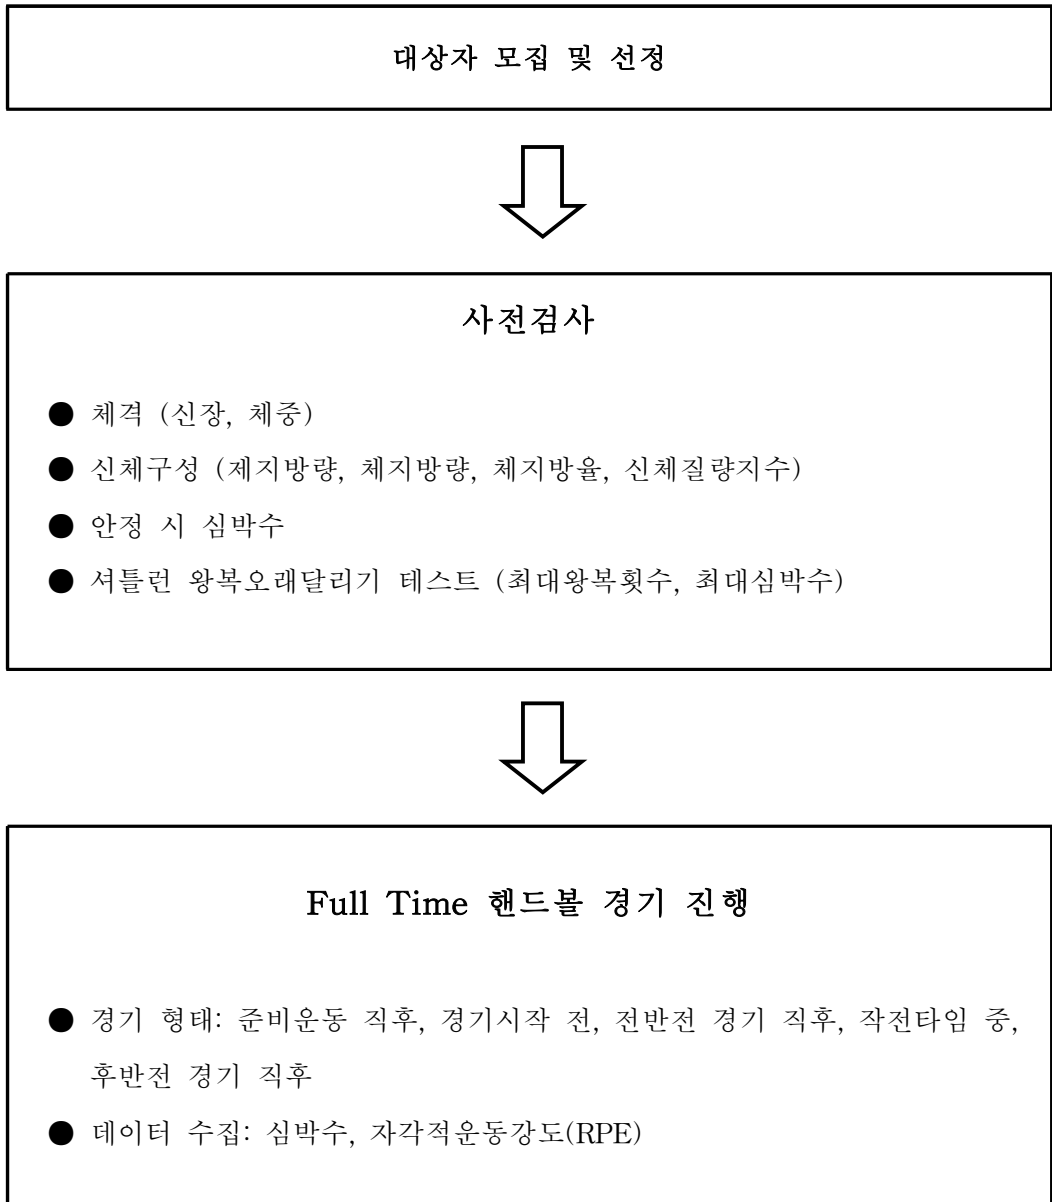 대상자 모집 및 선정
사전검사
● 체격 (신장, 체중)
● 신체구성 (제지방량, 체지방량, 체지방율, 신체질량지수)
● 안정 시 심박수
● 셔틀런 왕복오래달리기 테스트 (최대왕복횟수, 최대심박수)
Full Time 핸드볼 경기 진행
● 경기 형태: 준비운동 직후, 경기시작 전, 전반전 경기 직후, 작전타임 중,
후반전 경기 직후
● 데이터 수집: 심박수, 자각적운동강도(RPE)